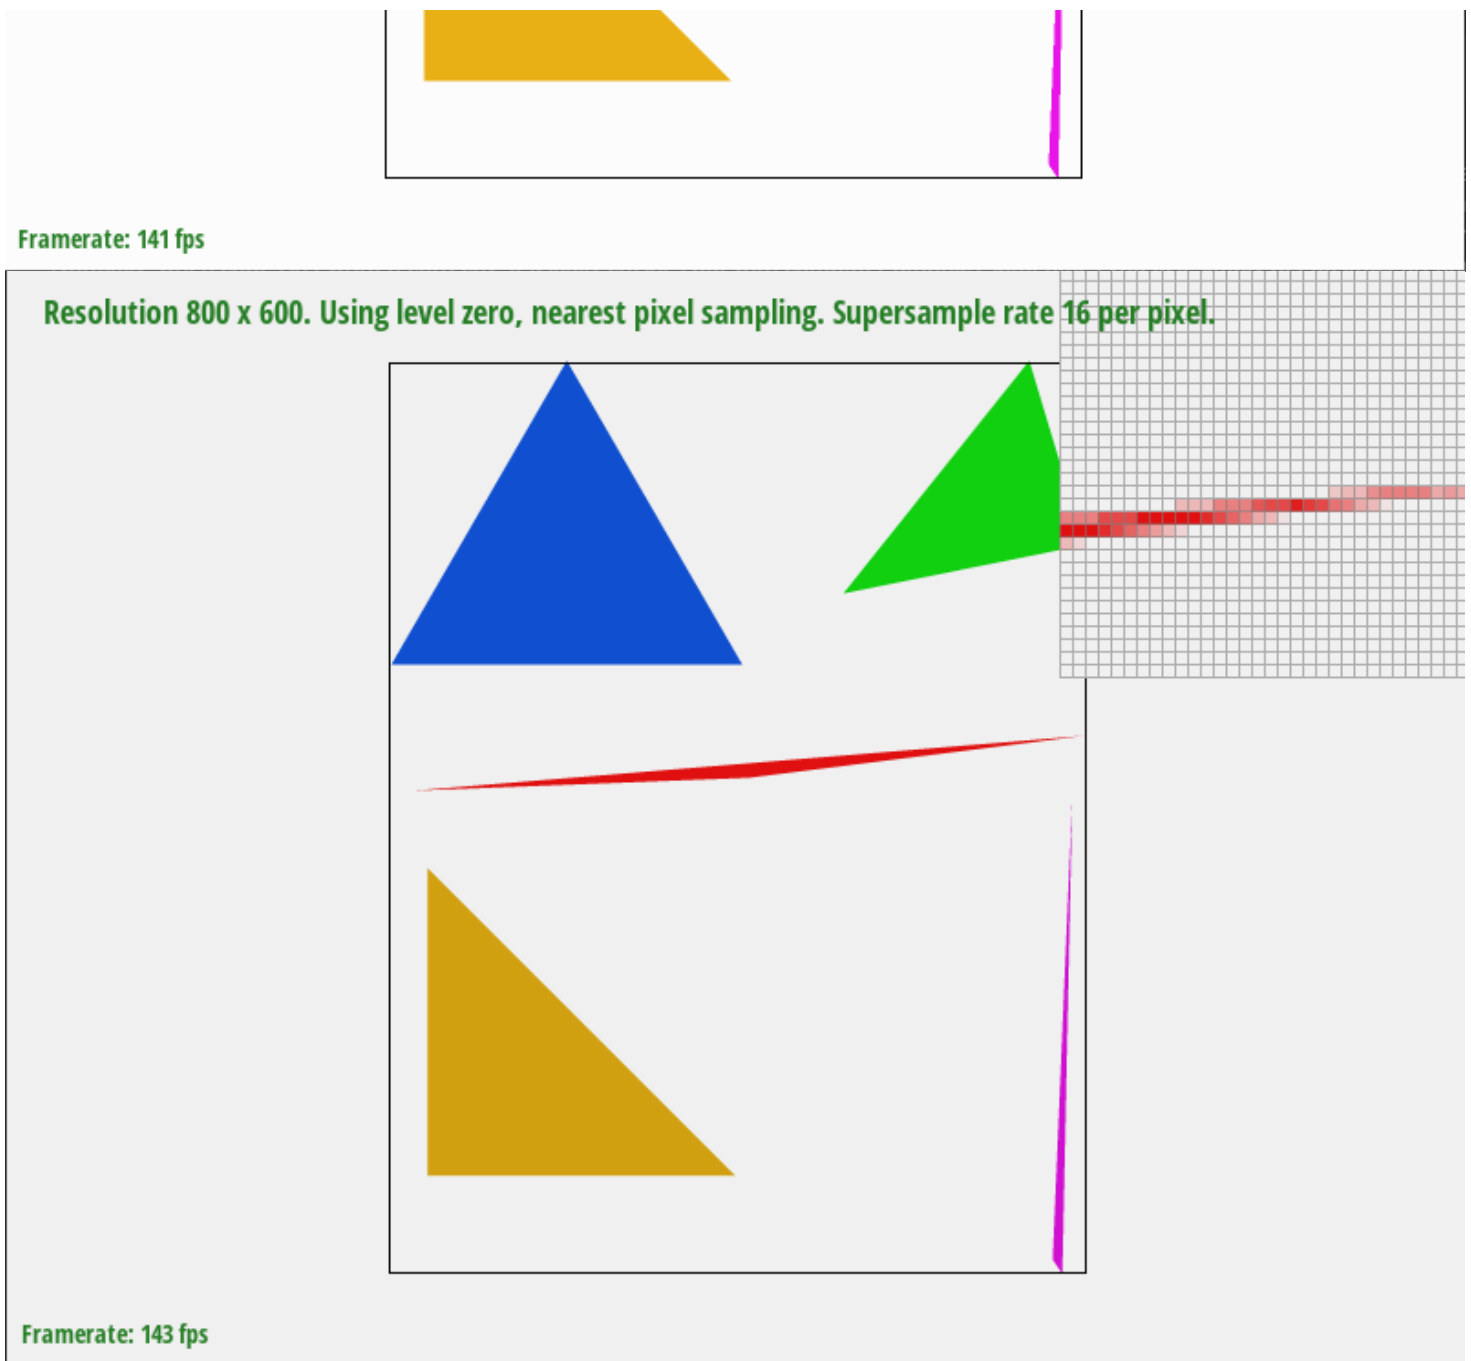 Framerate: 141 fps
Resolution 800 x 600. Using level zero, nearest pixel sampling. Supersample rate 16 per pixel.
Framerate: 143 fps